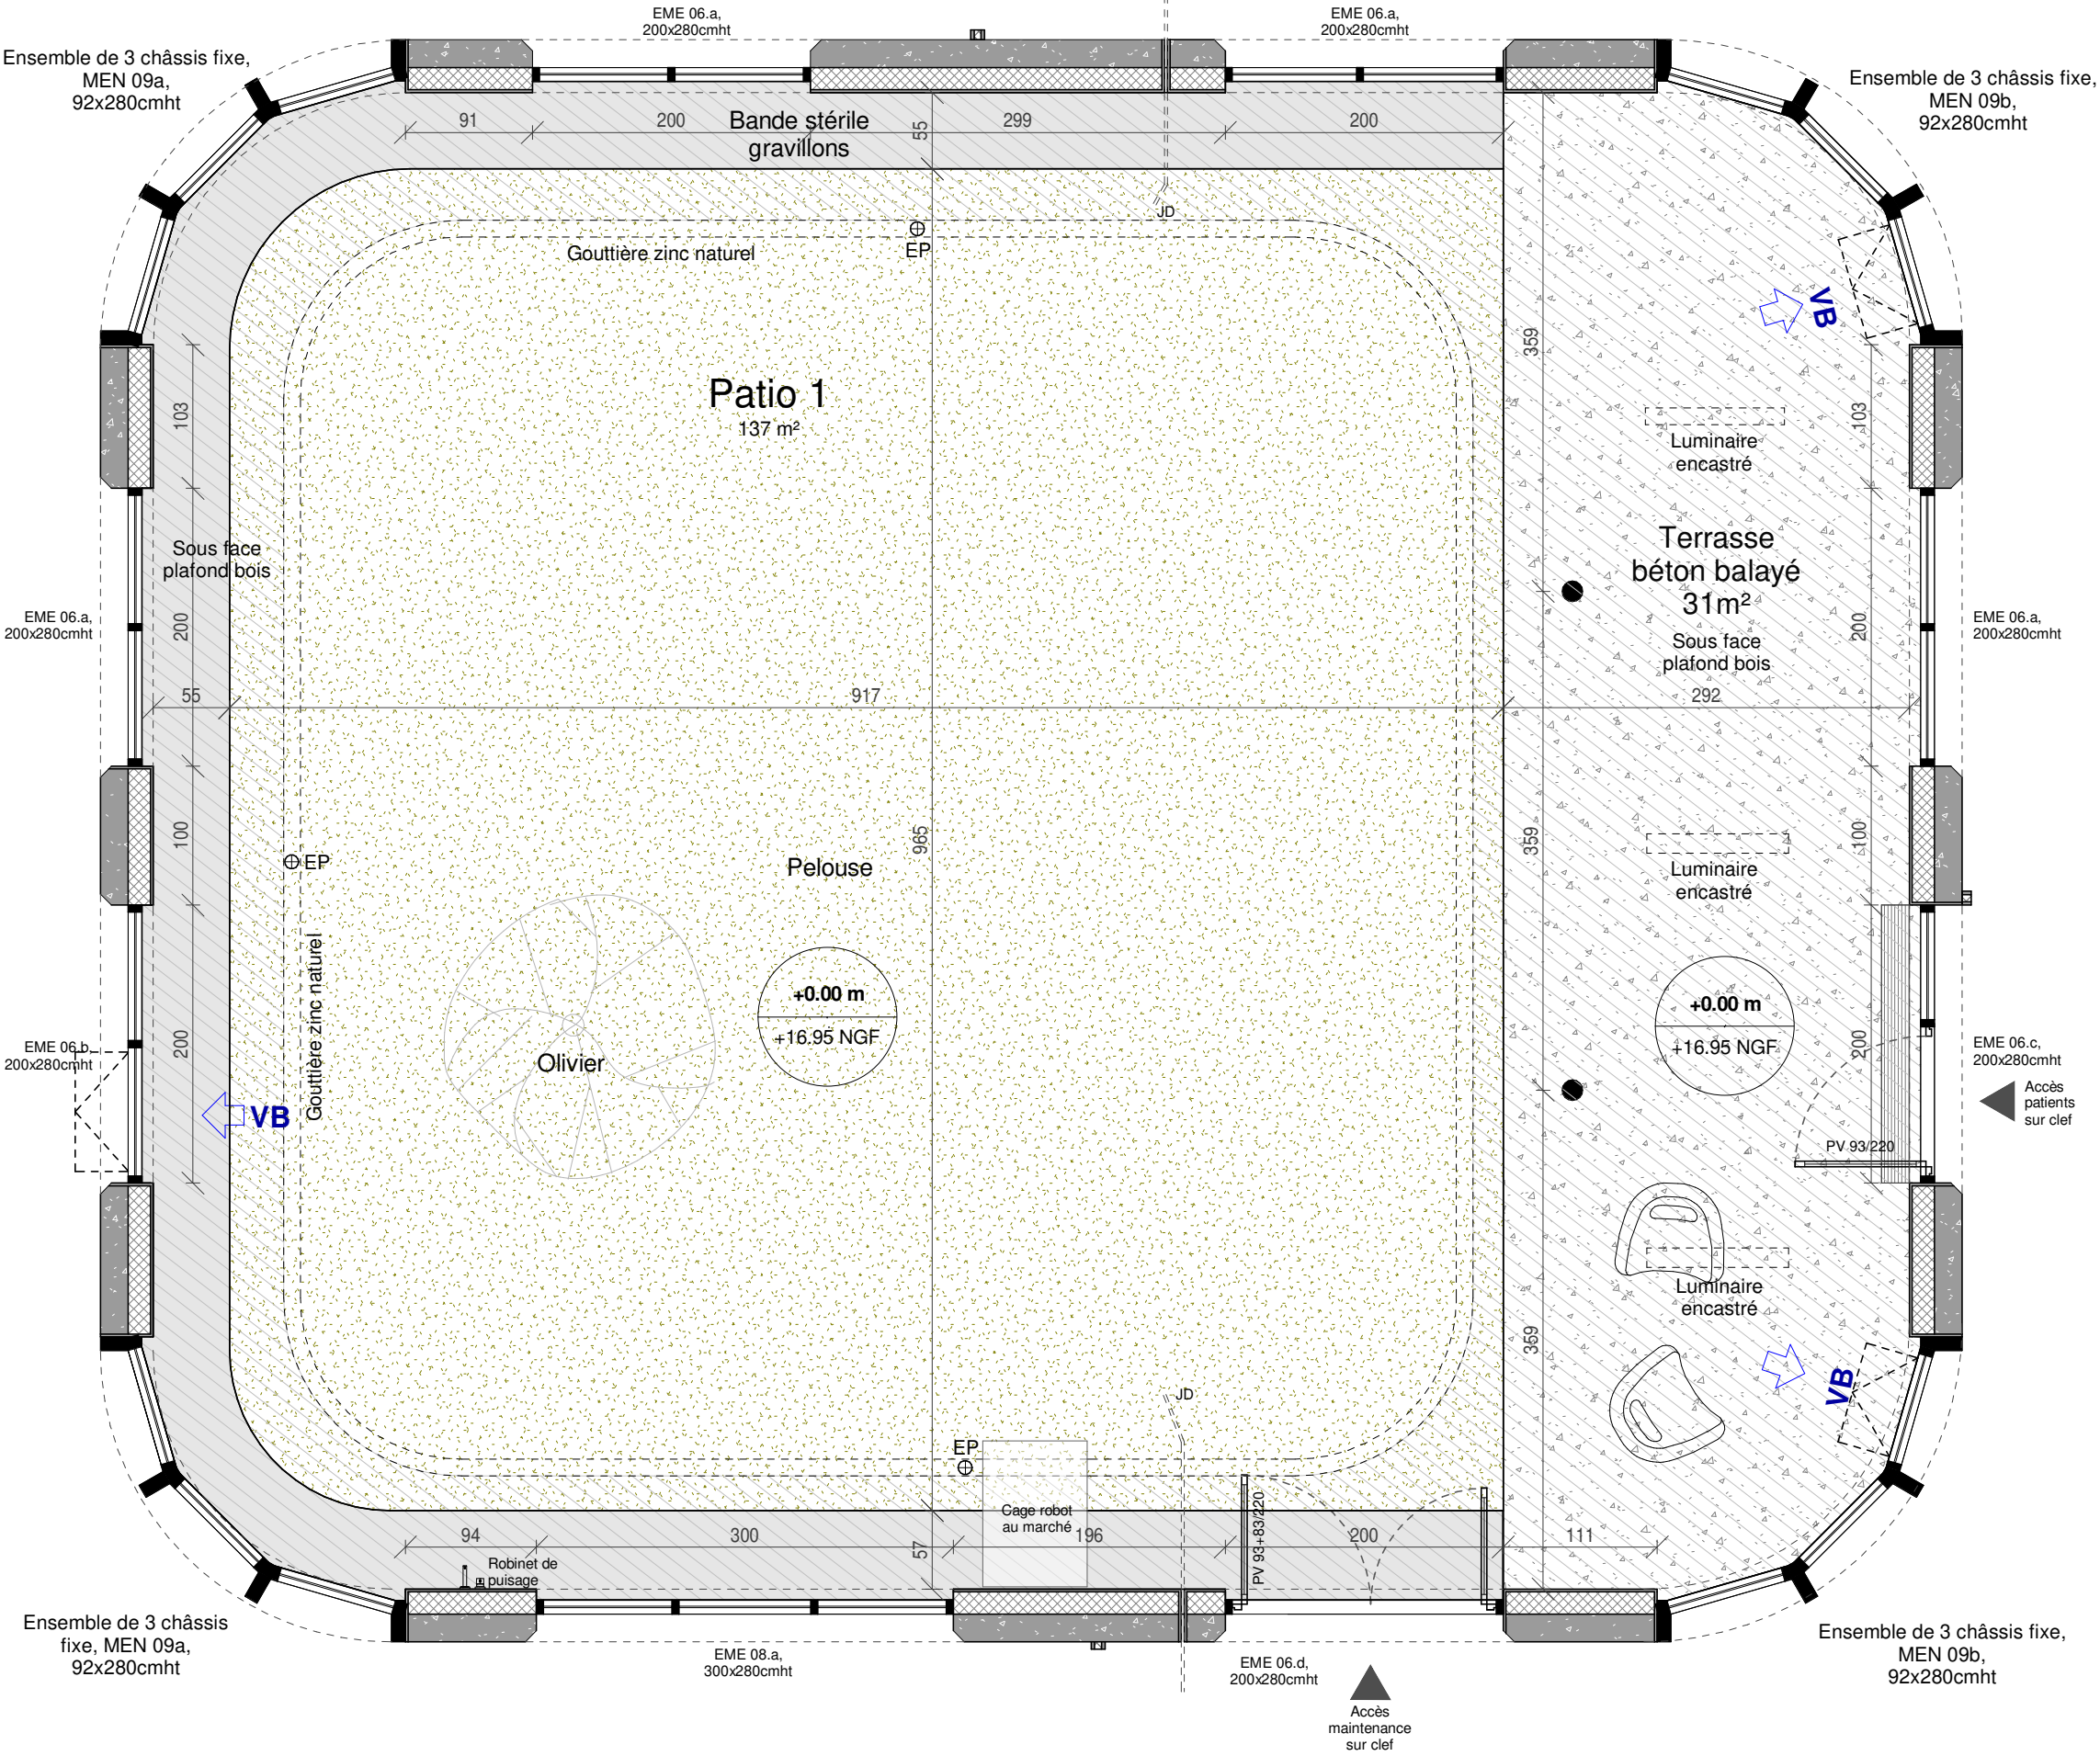 EME 06.a,
200x280cmht
EME 06.a,
200x280cmht
Ensemble de 3 châssis fixe,
MEN 09a,
92x280cmht
Ensemble de 3 châssis fixe,
MEN 09b,
92x280cmht
91
200
Bande stérile
gravillons
55
299
200
JD
EP
Gouttière zinc naturel
VB
359
Patio 1
137 m²
103
103
Luminaire
encastré
Sous face
plafond bois
Terrasse
béton balayé
31m²
Sous face
plafond bois
EME 06.a,
200x280cmht
200
200
EME 06.a,
200x280cmht
55
917
292
100
965
359
100
EP
Pelouse
Luminaire
encastré
Gouttière zinc naturel
+0.00 m
+16.95 NGF
+0.00 m
+16.95 NGF
EME 06.b,
200x280cmht
200
Olivier
200
EME 06.c,
200x280cmht
Accès
patients
sur clef
VB
PV 93/220
Luminaire
encastré
359
VB
JD
EP
Cage robot
au marché
PV 93+83/220
94
300
57
196
200
111
Robinet de
puisage
Ensemble de 3 châssis
fixe, MEN 09a,
92x280cmht
EME 08.a,
300x280cmht
EME 06.d,
200x280cmht
Ensemble de 3 châssis fixe,
MEN 09b,
92x280cmht
Accès
maintenance
sur clef